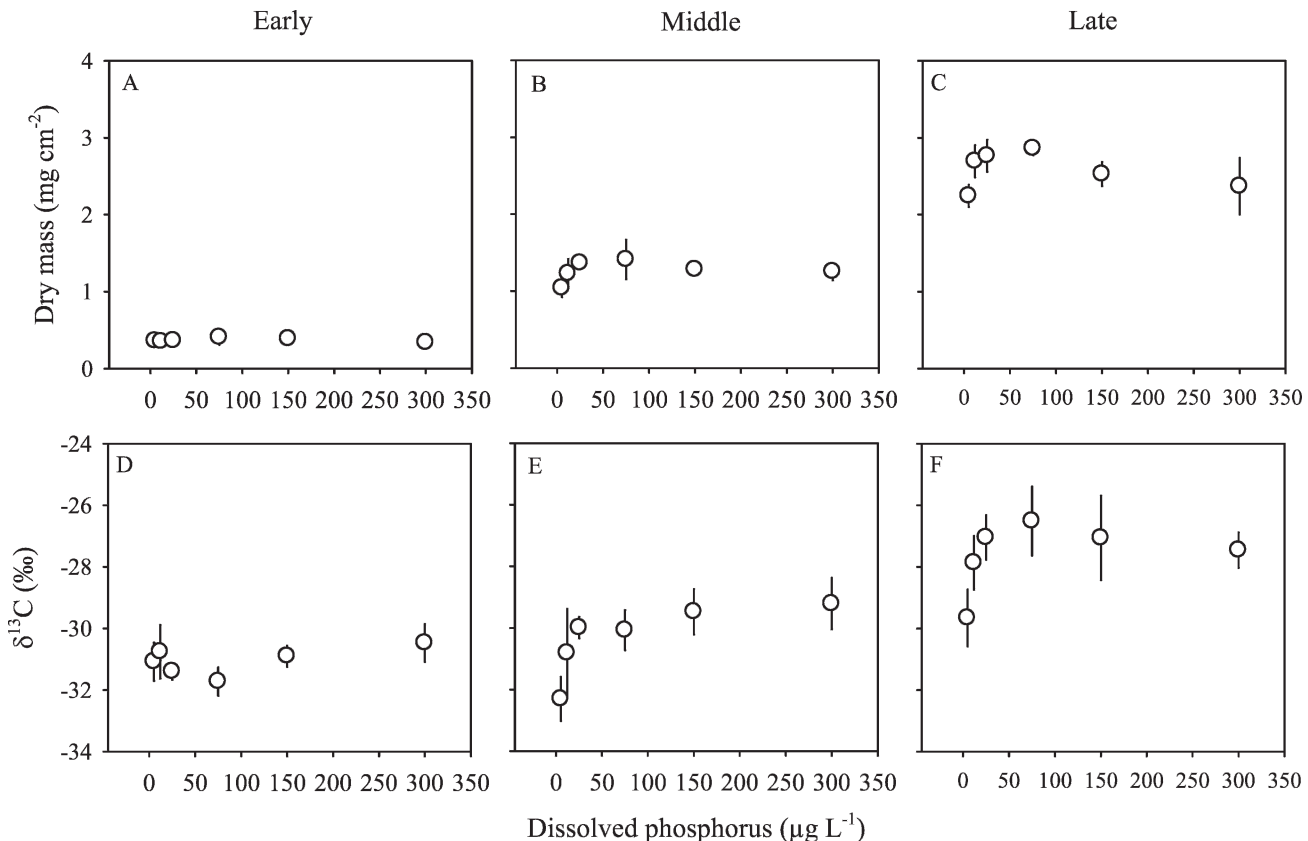 Early Middle Late
A B C
4
3
2
1
0
Dry mass (mg cm-2)
0 50 100 150 200 250 300 350
0 50 100 150 200 250 300 350
0 50 100 150 200 250 300 350
D E F
-24
-26
-28
-30
-32
-34
δ13C (‰)
0 50 100 150 200 250 300 350
0 50 100 150 200 250 300 350
0 50 100 150 200 250 300 350
Dissolved phosphorus (µg L-1)